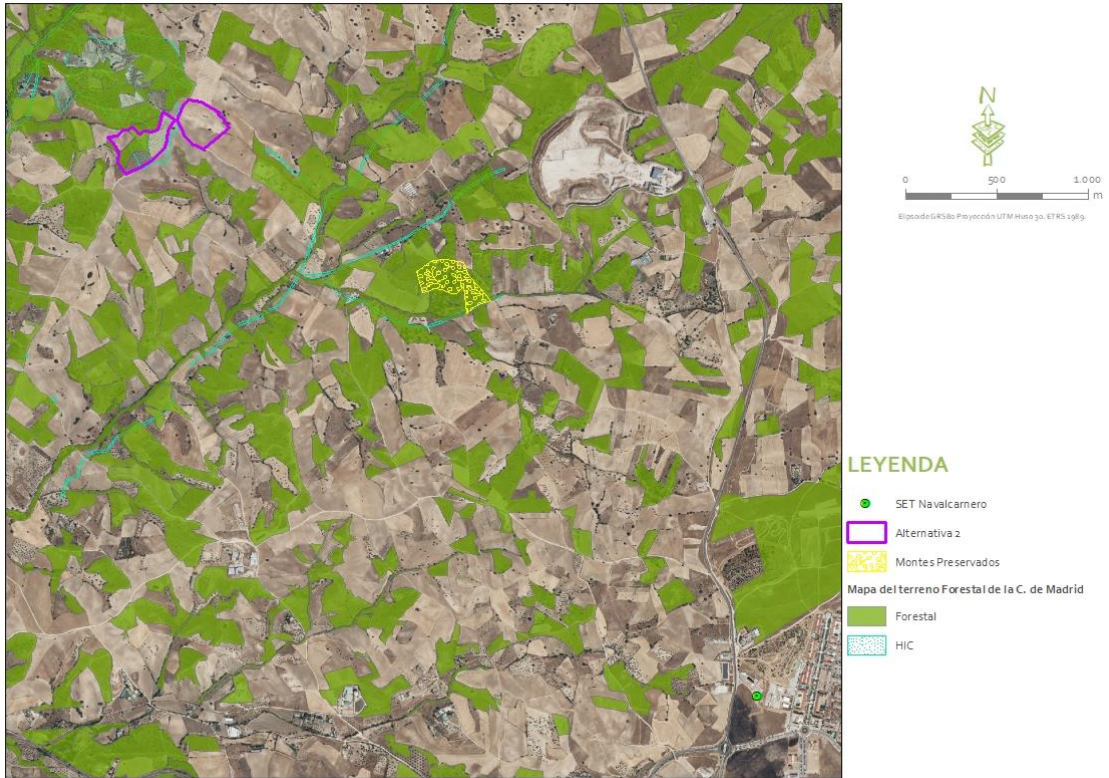 N
0 500 1.000
m
Elipsoide GRS80 Proyección UTM Huso 30. ETRS 1989.
LEYENDA
SET Navalcarnero
Alternativa 2
Montes Preservados
Mapa del terreno Forestal de la C. de Madrid
Forestal
HIC